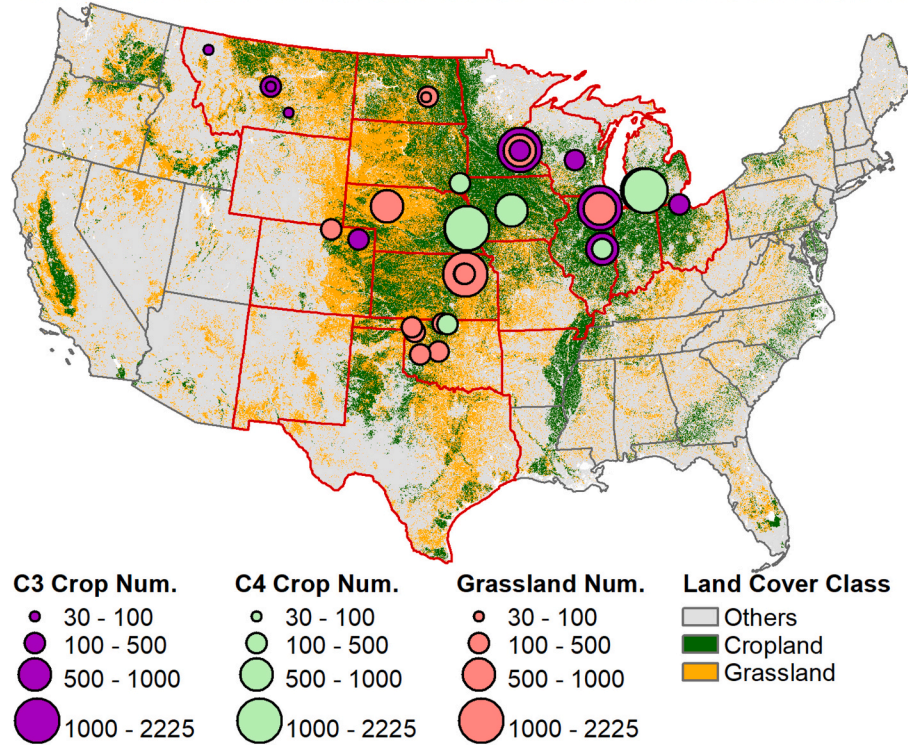 C3 Crop Num.
30 - 100
100 - 500
500 - 1000
1000 - 2225
C4 Crop Num.
30 - 100
100 - 500
500 - 1000
1000 - 2225
Grassland Num.
30 - 100
100 - 500
500 - 1000
1000 - 2225
Land Cover Class
Others
Cropland
Grassland